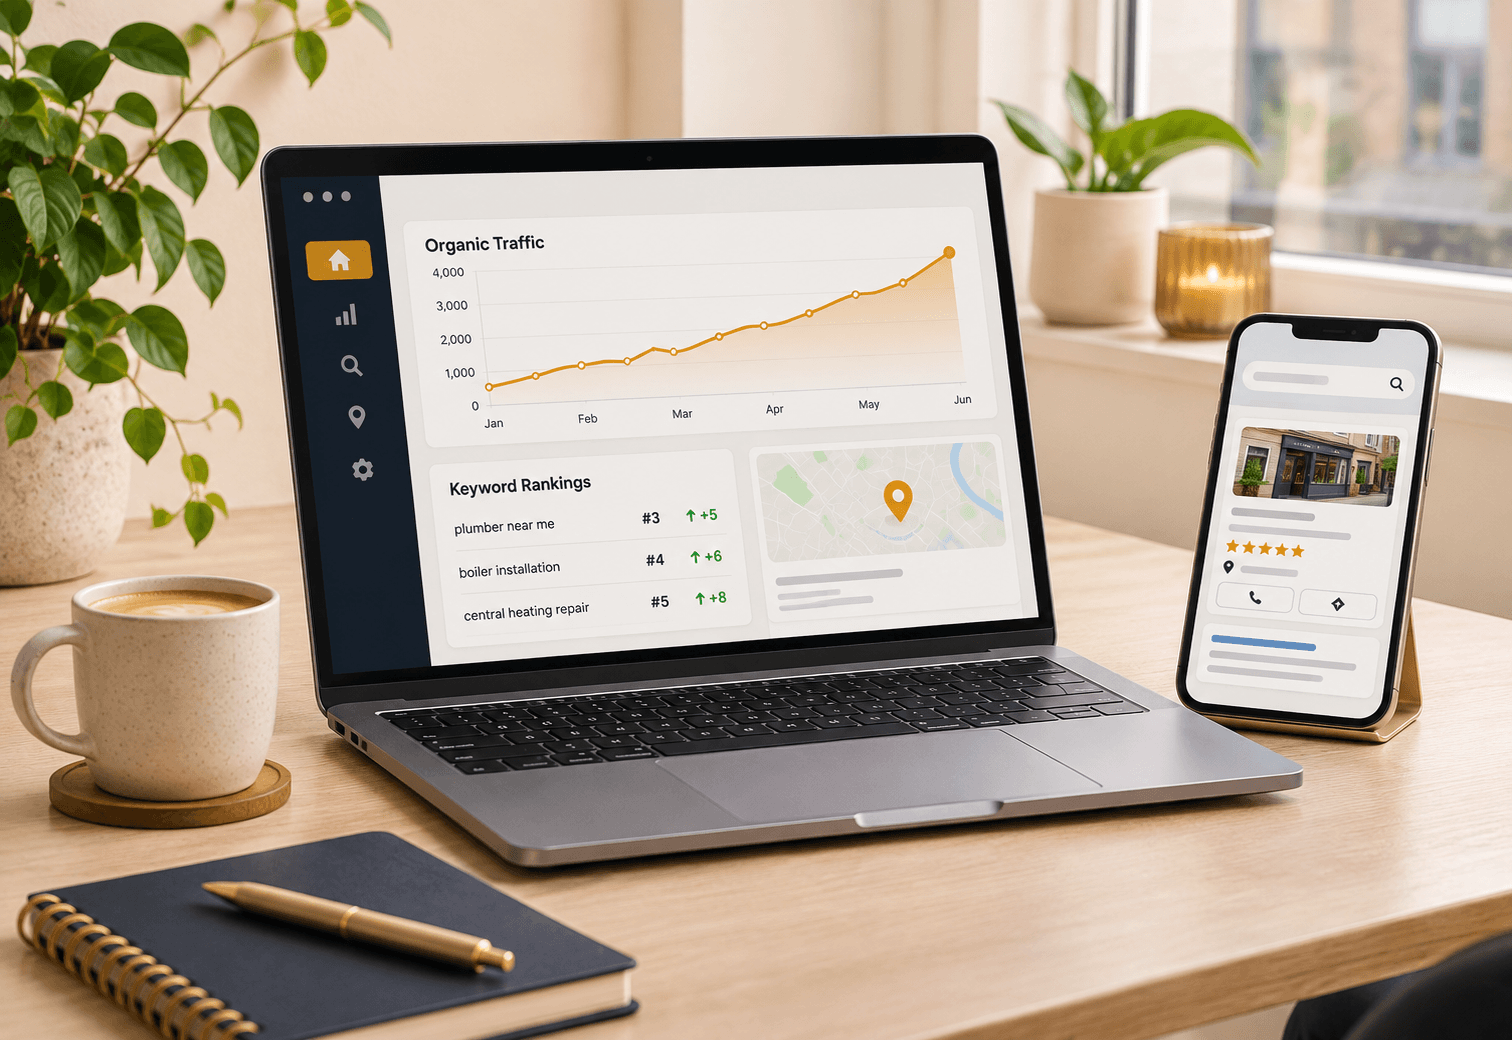 Organic Traffic
4,000
3,000
2,000
1,000
0
Jan Feb Mar Apr May Jun
Keyword Rankings
plumber near me #3 ↑ +5
boiler installation #4 ↑ +6
central heating repair #5 ↑ +8